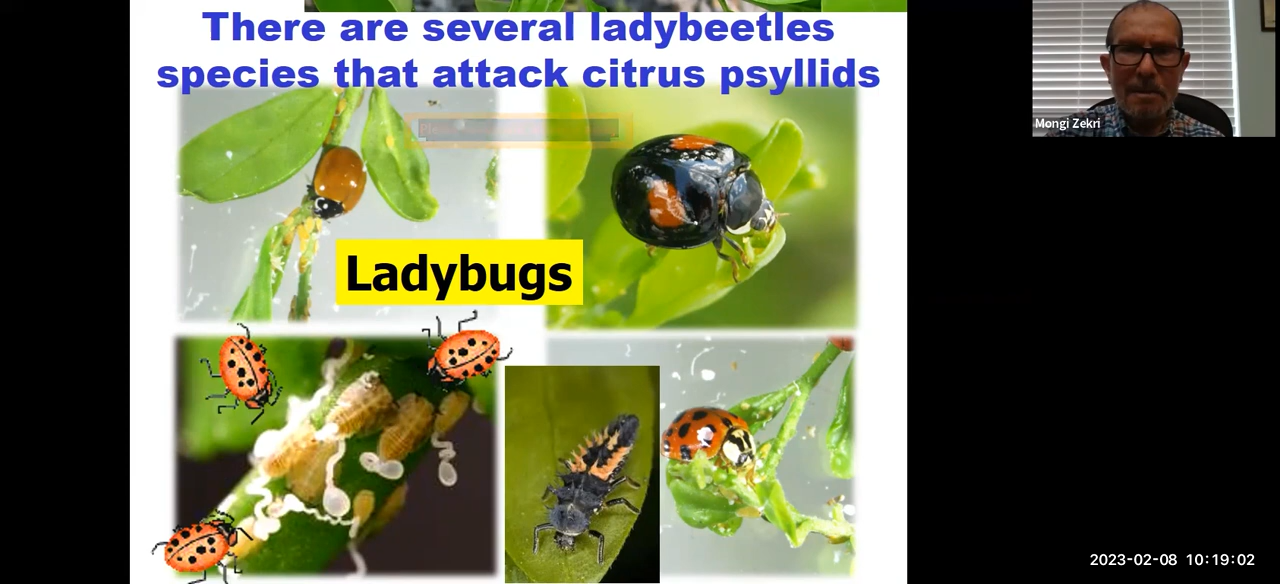 There are several ladybeetles
species that attack citrus psyllids
Ladybugs
Mongi Zekri
2023-02-08 10:19:02